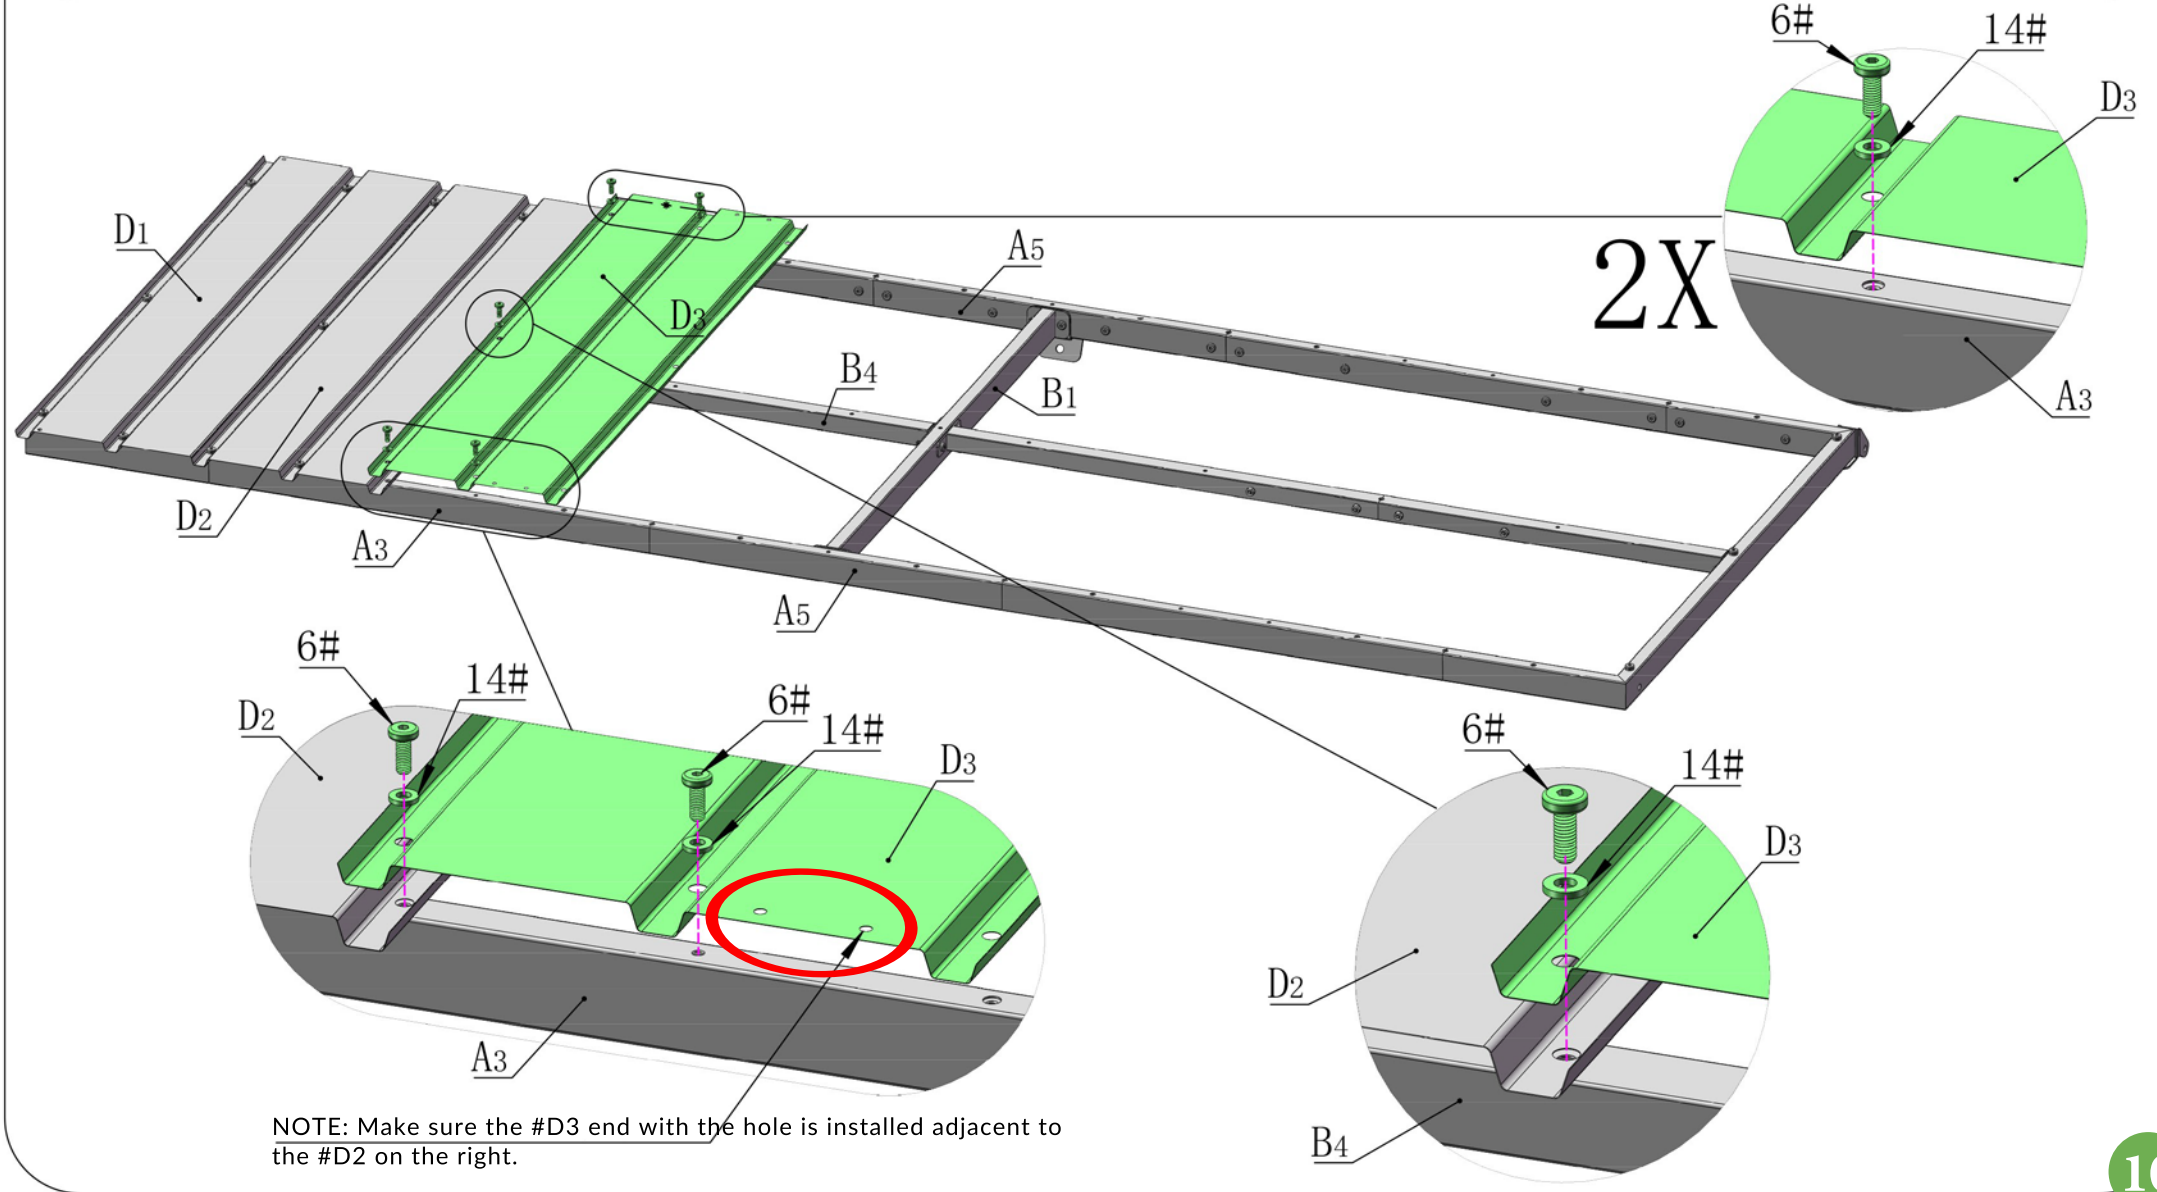 6#
14#
D3
A3
2X
D1
A5
D3
B4
B1
D2
A3
A5
6#
14#
D2
6#
14#
D3
A3
6#
14#
D3
D2
B4
NOTE: Make sure the #D3 end with the hole is installed adjacent to
the #D2 on the right.